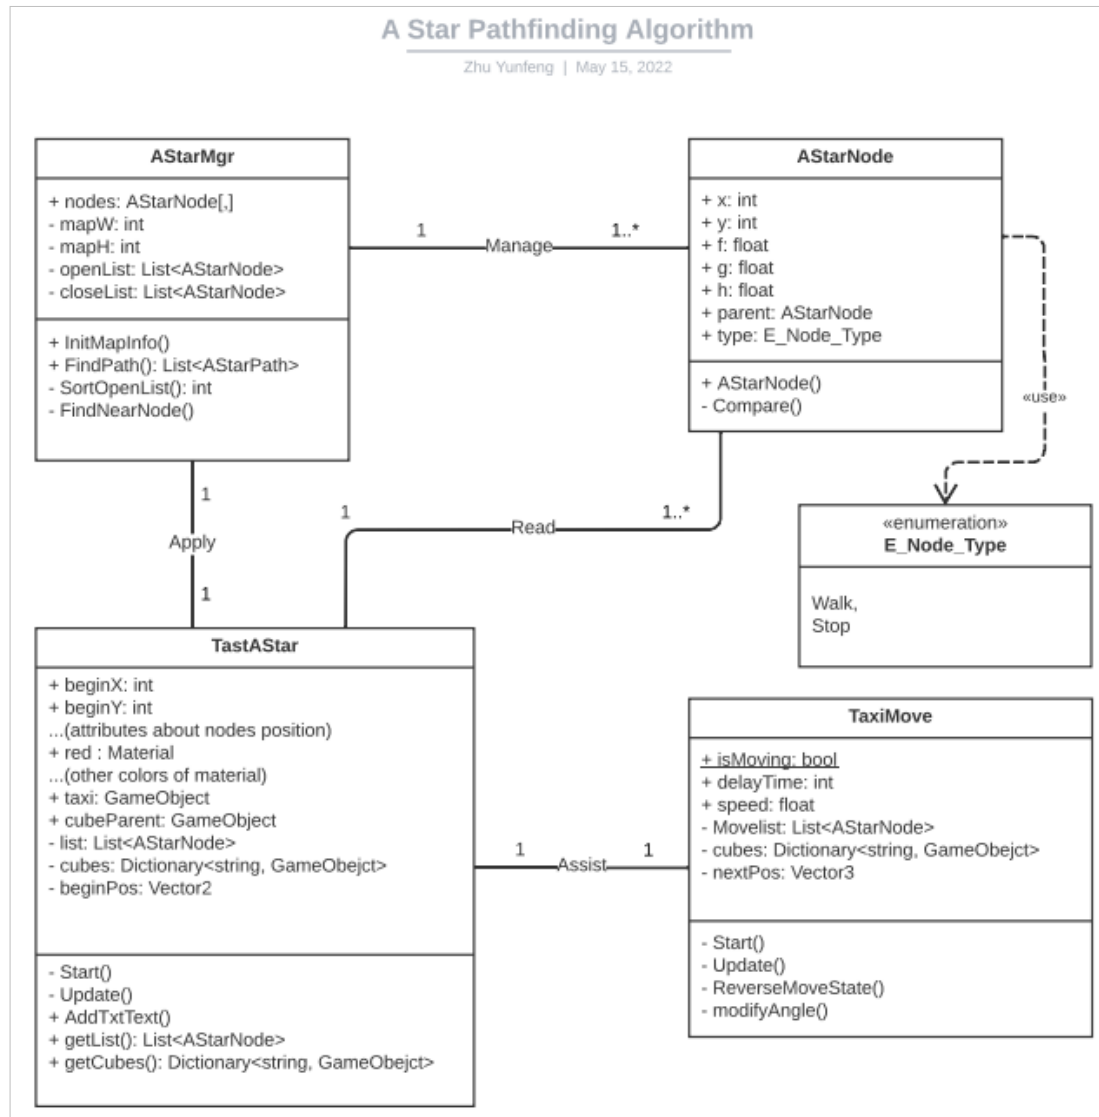 A Star Pathfinding Algorithm
Zhu Yunfeng | May 15, 2022
AStarMgr
+ nodes: AStarNode[,]
- mapW: int
- mapH: int
- openList: List<AStarNode>
- closeList: List<AStarNode>
+ InitMapInfo()
+ FindPath(): List<AStarPath>
- SortOpenList(): int
- FindNearNode()
1
Manage
1..*
AStarNode
+ x: int
+ y: int
+ f: float
+ g: float
+ h: float
+ parent: AStarNode
+ type: E_Node_Type
+ AStarNode()
- Compare()
«use»
1
Apply
1
1
Read
1..*
«enumeration»
E_Node_Type
Walk,
Stop
TastAStar
+ beginX: int
+ beginY: int
...(attributes about nodes position)
+ red : Material
...(other colors of material)
+ taxi: GameObject
+ cubeParent: GameObject
- list: List<AStarNode>
- cubes: Dictionary<string, GameObejct>
- beginPos: Vector2
- Start()
- Update()
+ AddTxtText()
+ getList(): List<AStarNode>
+ getCubes(): Dictionary<string, GameObejct>
1
Assist
1
TaxiMove
+ isMoving: bool
+ delayTime: int
+ speed: float
- Movelist: List<AStarNode>
- cubes: Dictionary<string, GameObejct>
- nextPos: Vector3
- Start()
- Update()
- ReverseMoveState()
- modifyAngle()